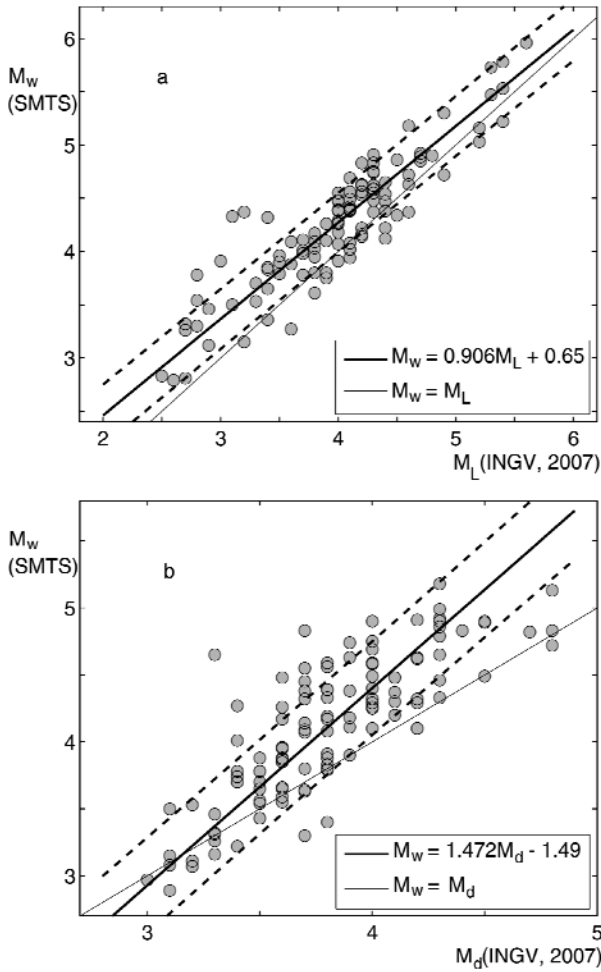 6
M_w
(SMTS)
a
5
4
3
M_w = 0.906M_L + 0.65
M_w = M_L
2 3 4 5 6
M_L(INGV, 2007)
M_w
(SMTS)
b
5
4
3
M_w = 1.472M_d - 1.49
M_w = M_d
3 4 5
M_d(INGV, 2007)